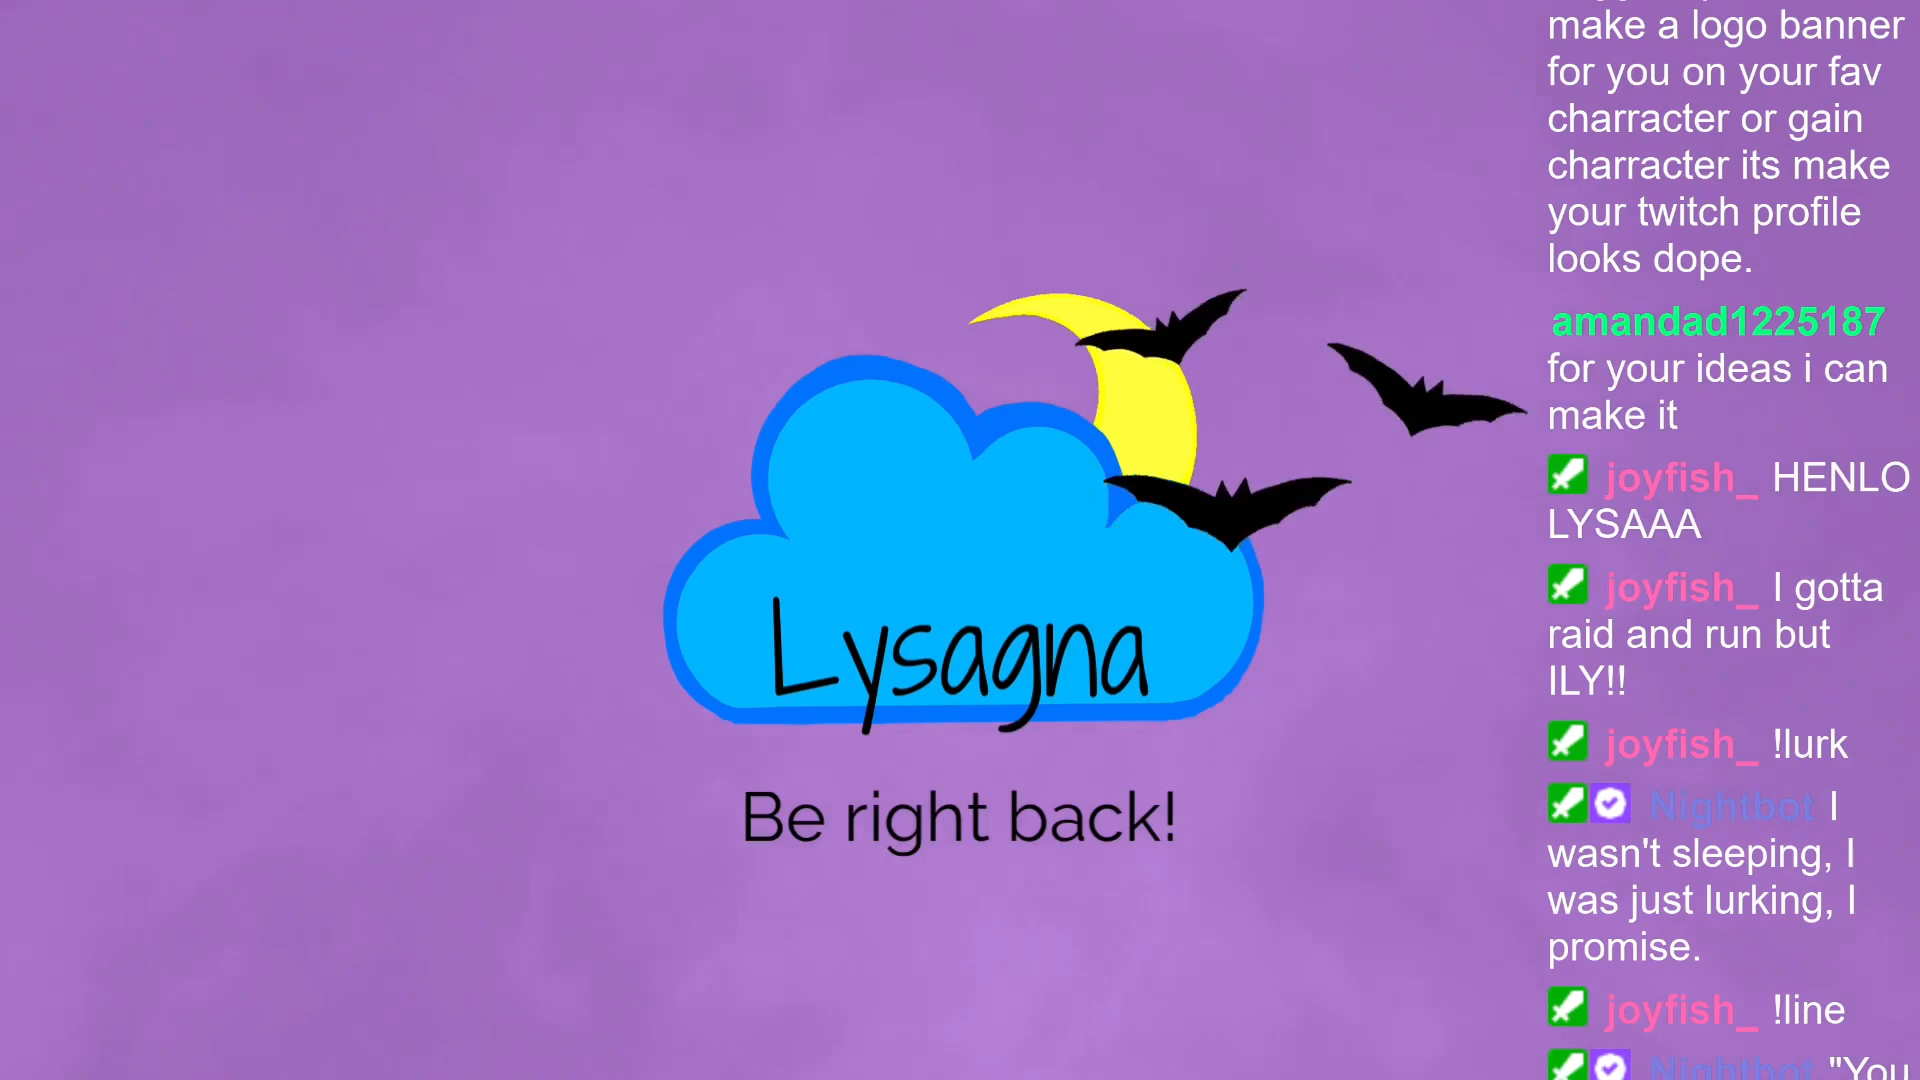 Lysagna
Be right back!
make a logo banner
for you on your fav
charracter or gain
charracter its make
your twitch profile
looks dope.
amandad1225187
for your ideas i can
make it
joyfish_ HENLO
LYSAAA
joyfish_ I gotta
raid and run but
ILY!!
joyfish_ !lurk
Nightbot I
wasn't sleeping, I
was just lurking, I
promise.
joyfish_ !line
Nightbot "You